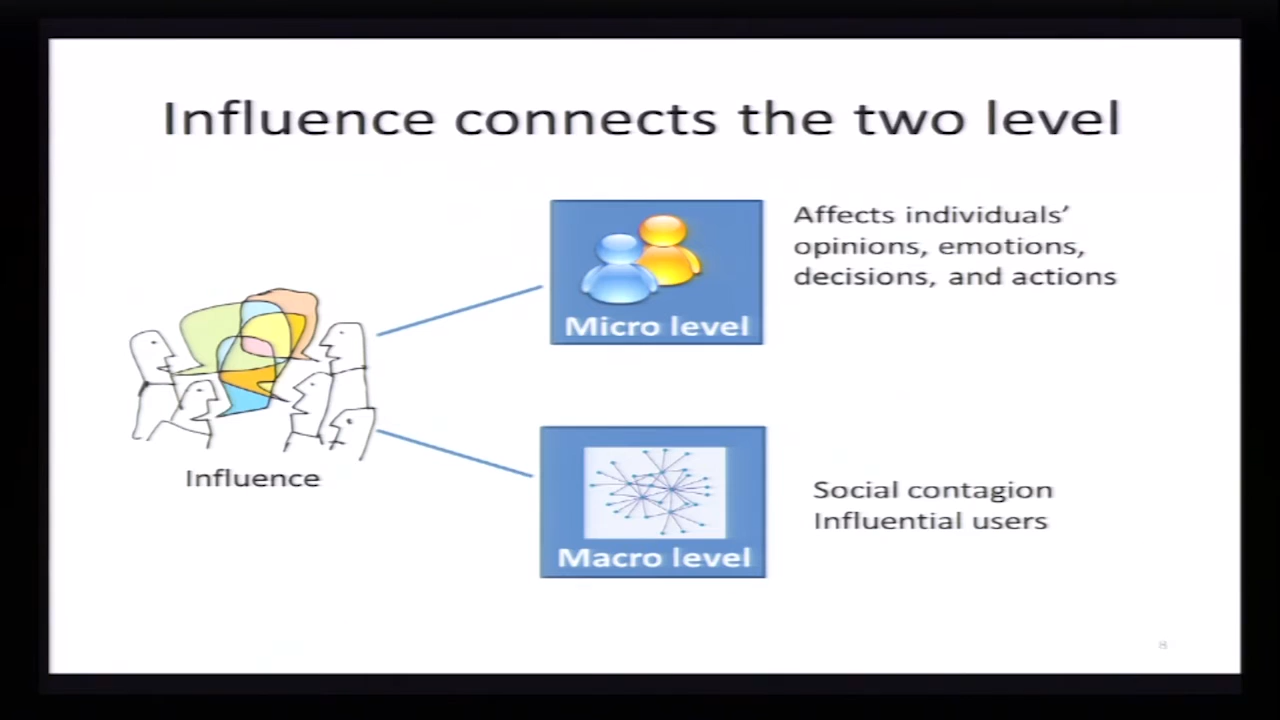 Influence connects the two level
Affects individuals’
opinions, emotions,
decisions, and actions
Micro level
Influence
Social contagion
Influential users
Macro level
8